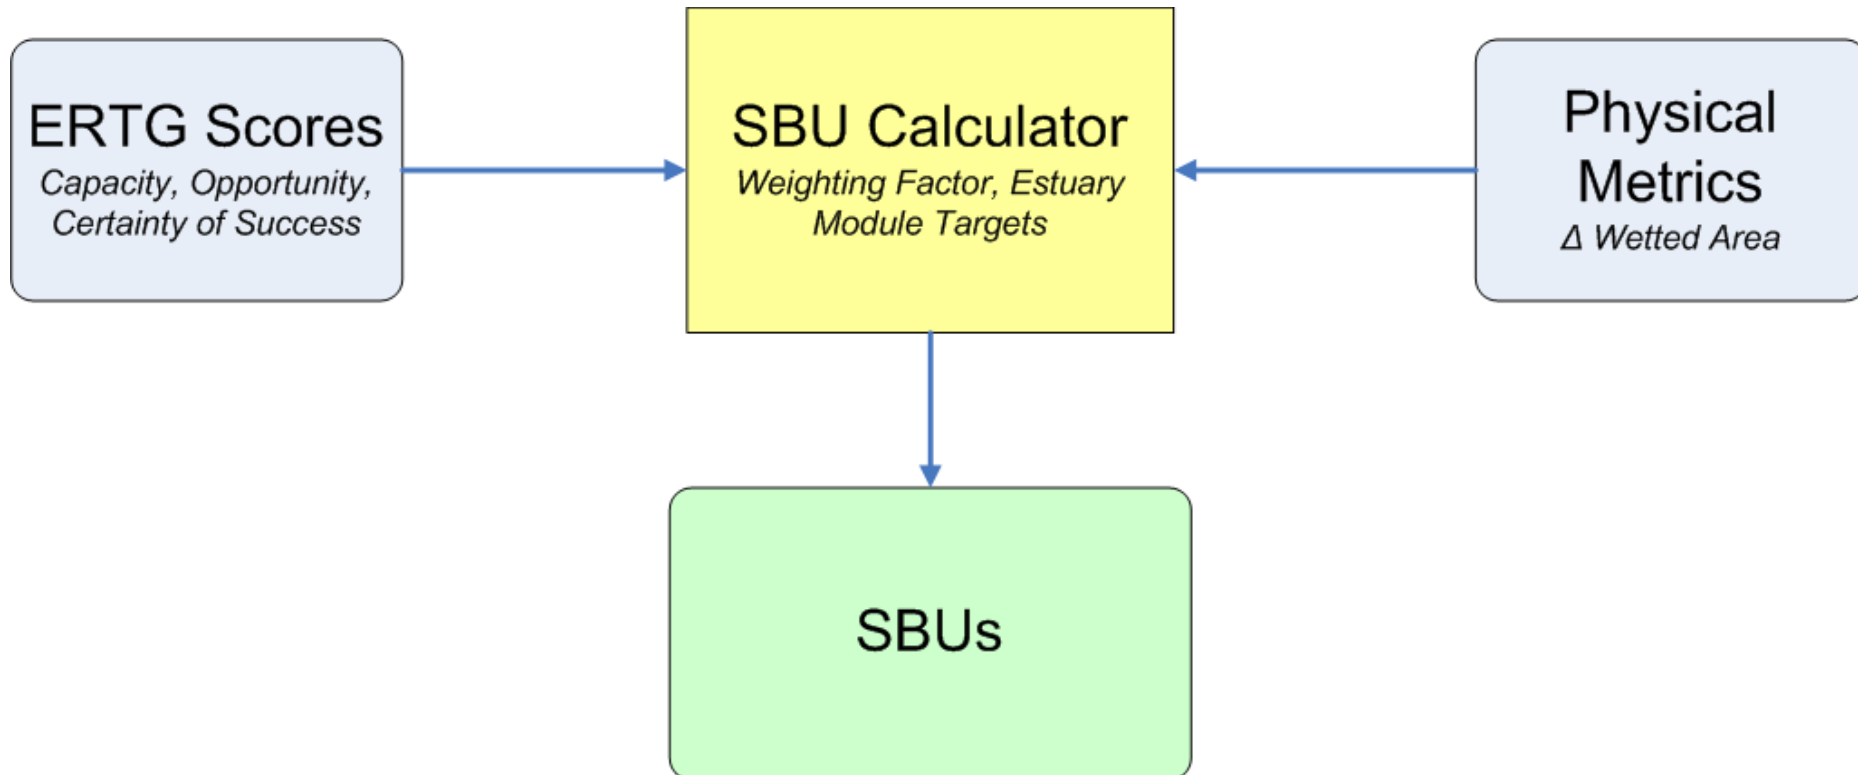 ERTG Scores
Capacity, Opportunity,
Certainty of Success
SBU Calculator
Weighting Factor, Estuary
Module Targets
Physical
Metrics
Δ Wetted Area
SBUs